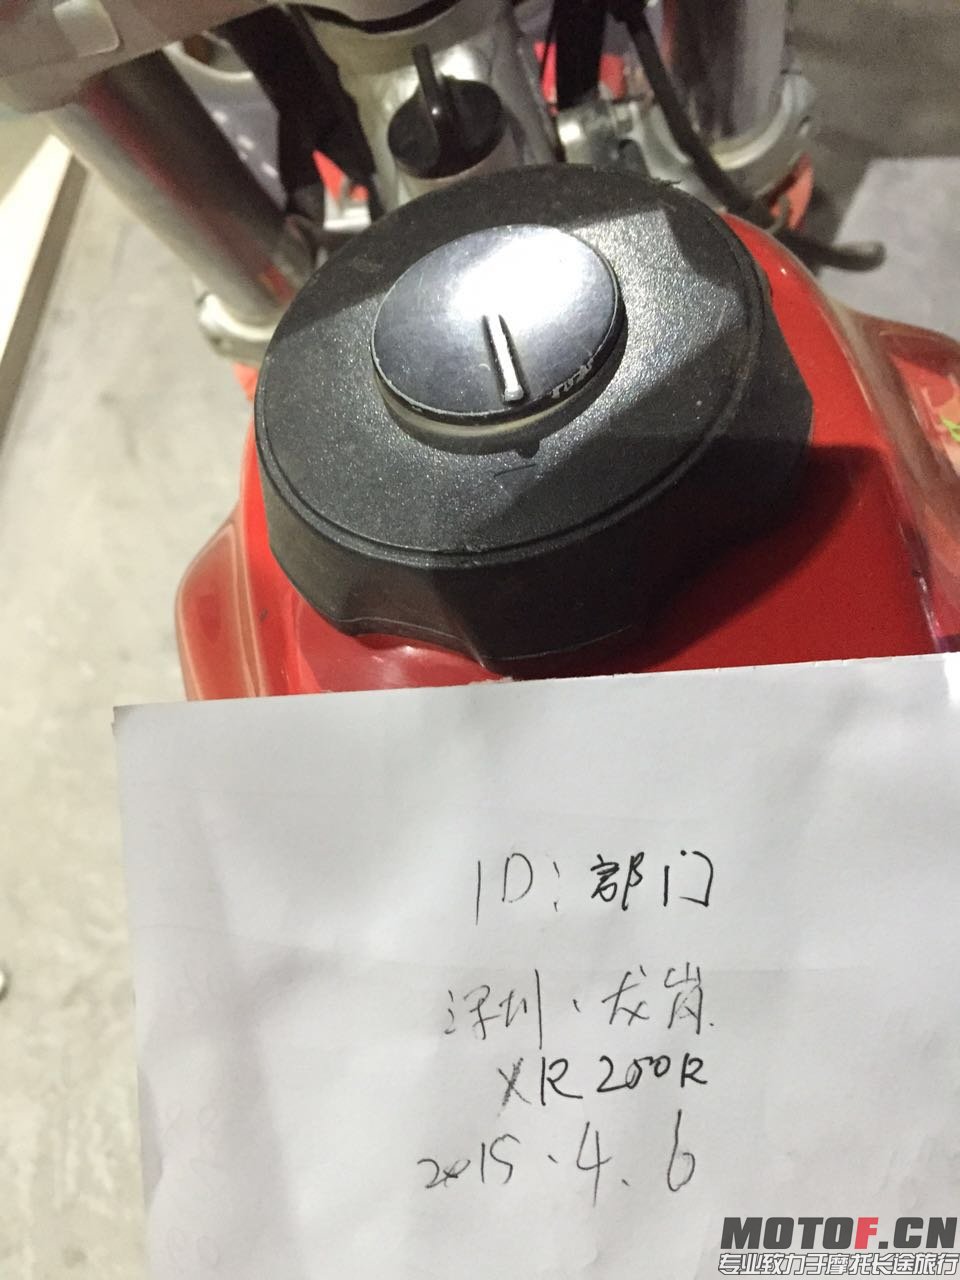 ID: 部门
深圳·龙岗.
XR250R
2015.4.6
MOTOF.CN
专业致力于摩托长途旅行